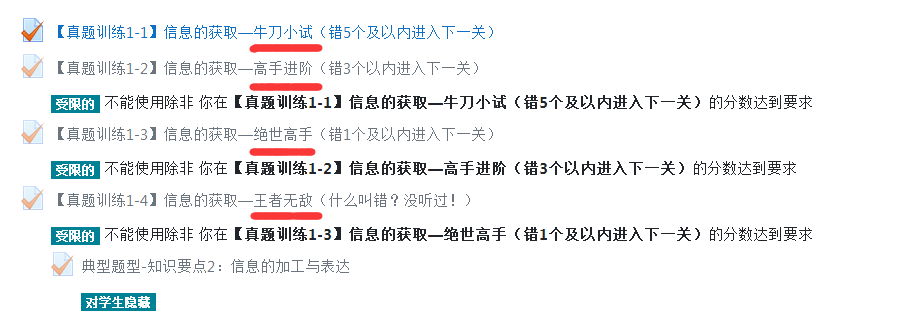 【真题训练1-1】信息的获取—牛刀小试（错5个及以内进入下一关）
【真题训练1-2】信息的获取—高手进阶（错3个以内进入下一关）
受限的 不能使用除非 你在【真题训练1-1】信息的获取—牛刀小试（错5个及以内进入下一关）的分数达到要求
【真题训练1-3】信息的获取—绝世高手（错1个及以内进入下一关）
受限的 不能使用除非 你在【真题训练1-2】信息的获取—高手进阶（错3个以内进入下一关）的分数达到要求
【真题训练1-4】信息的获取—王者无敌（什么叫错？没听过！）
受限的 不能使用除非 你在【真题训练1-3】信息的获取—绝世高手（错1个及以内进入下一关）的分数达到要求
典型题型-知识要点2：信息的加工与表达
对学生隐藏